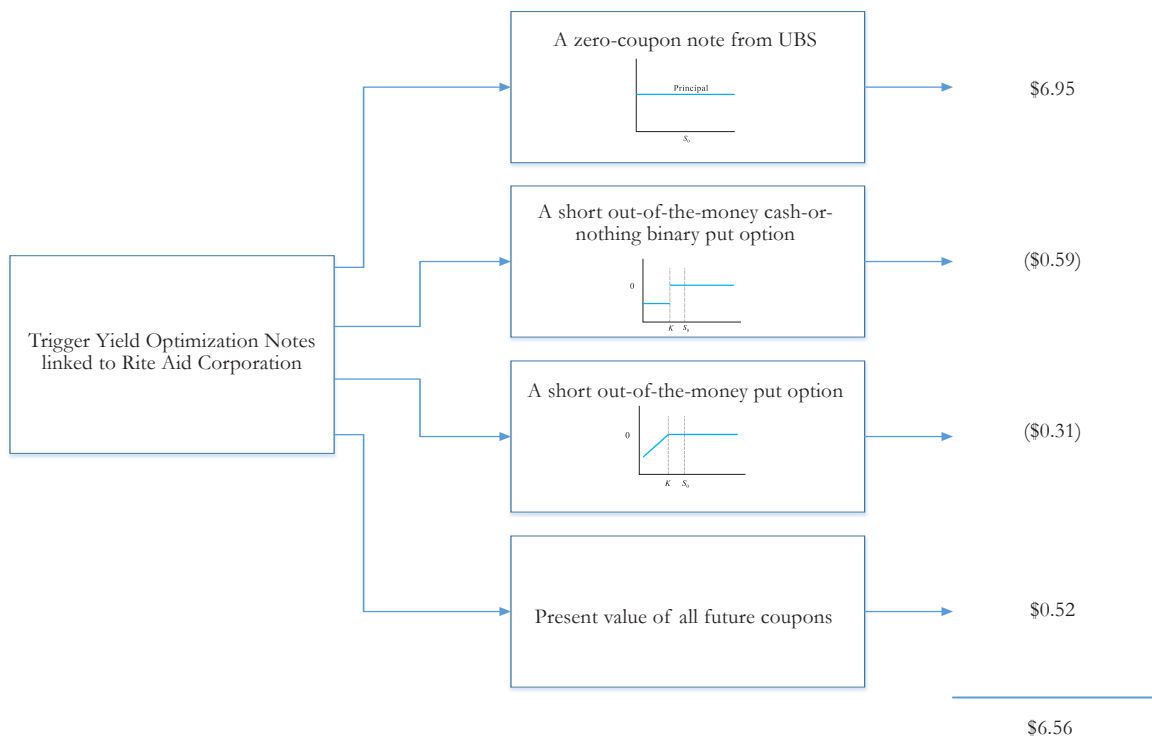 A zero-coupon note from UBS
Principal
S0
$6.95
A short out-of-the-money cash-or-
nothing binary put option
0
K S0
($0.59)
Trigger Yield Optimization Notes
linked to Rite Aid Corporation
A short out-of-the-money put option
0
K S0
($0.31)
Present value of all future coupons
$0.52
$6.56